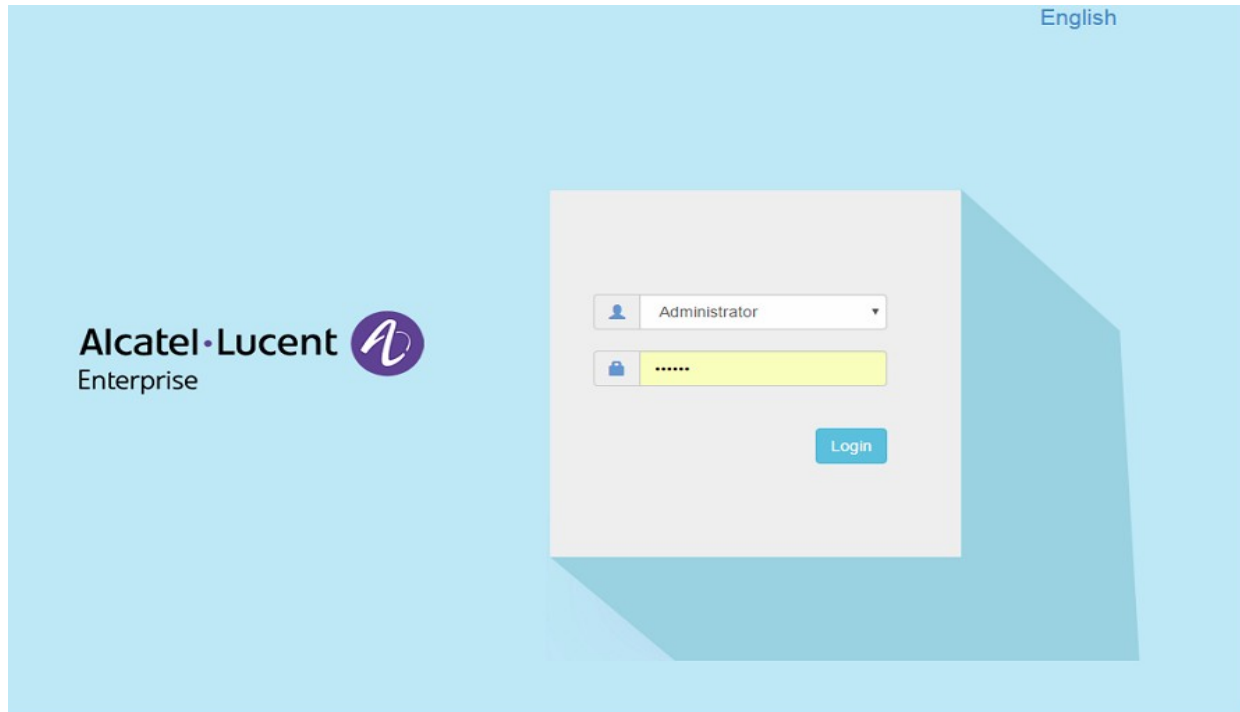 English
Alcatel·Lucent
Enterprise
Administrator
••••••
Login